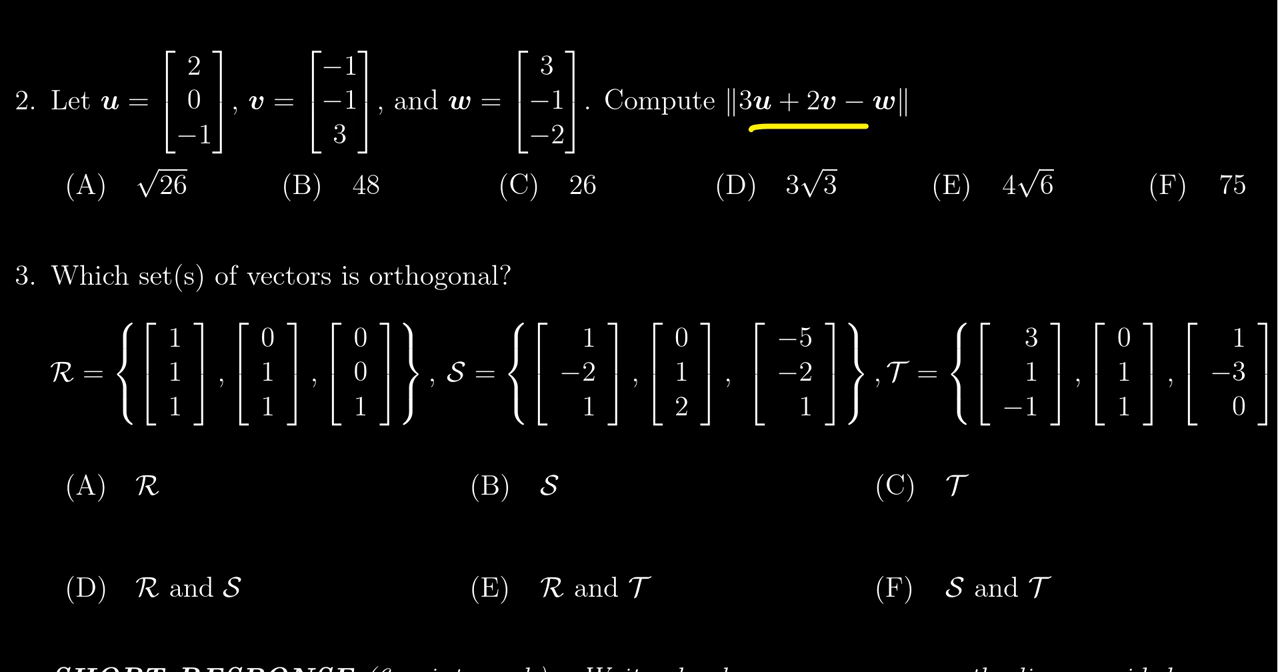 2. Let u = [2 0 −1], v = [−1 −1 3], and w = [3 −1 −2]. Compute ‖3u + 2v − w‖
(A) √26 (B) 48 (C) 26 (D) 3√3 (E) 4√6 (F) 75
3. Which set(s) of vectors is orthogonal?
R = {[1 1 1], [0 1 1], [0 0 1]}, S = {[1 −2 1], [0 1 2], [−5 −2 1]}, T = {[3 1 −1], [0 1 1], [1 −3 0]
(A) R (B) S (C) T
(D) R and S (E) R and T (F) S and T
SHORT RESPONSE